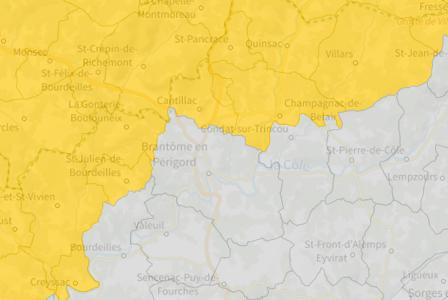 La Chapelle-
Montmoreau
St-Crépin-de-
Richemont
St-Pancrace
Quinsac
Villars
St-Jean-de-
St-Félix-de-
Bourdeilles
La Gonterie-
Boulouneix
Cantillac
Champagnac-de-
Belair
Condat-sur-Trincou
Brantôme en
Périgord
la Côle
St-Pierre-de-Côle
Lempzours
St-Julien-de-
Bourdeilles
et-St-Vivien
Valeuil
Bourdeilles
St-Front-d'Alemps
Eyvirat
Creyssac
Sencenac-Puy-de-
Fourches
Ligueux
Sorges